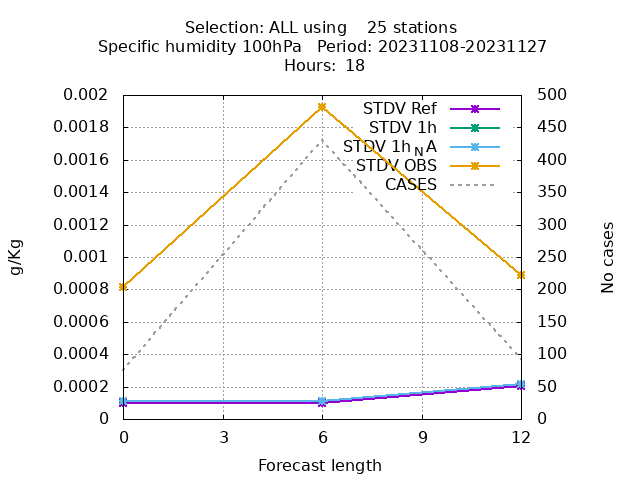 Selection: ALL using    25 stations
Specific humidity 100hPa   Period: 20231108-20231127
Hours: 18
0.002
0.0018
0.0016
0.0014
0.0012
0.001
0.0008
0.0006
0.0004
0.0002
0
g/Kg
STDV Ref
STDV 1h
STDV 1h_N A
STDV OBS
CASES
500
450
400
350
300
250
200
150
100
50
0
No cases
0 3 6 9 12
Forecast length